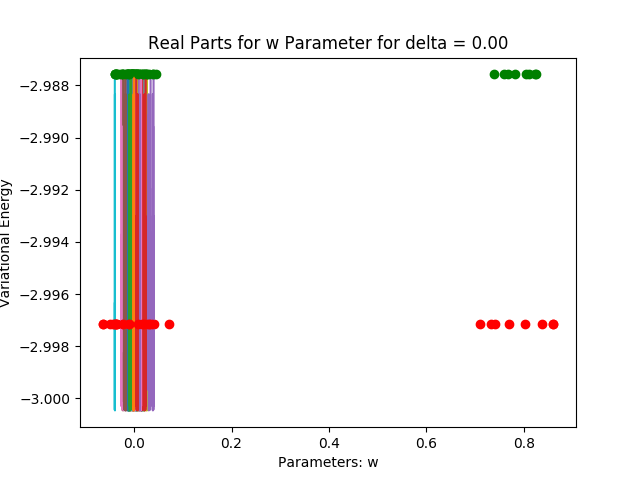 Real Parts for w Parameter for delta = 0.00
Variational Energy
−2.988
−2.990
−2.992
−2.994
−2.996
−2.998
−3.000
0.0 0.2 0.4 0.6 0.8
Parameters: w